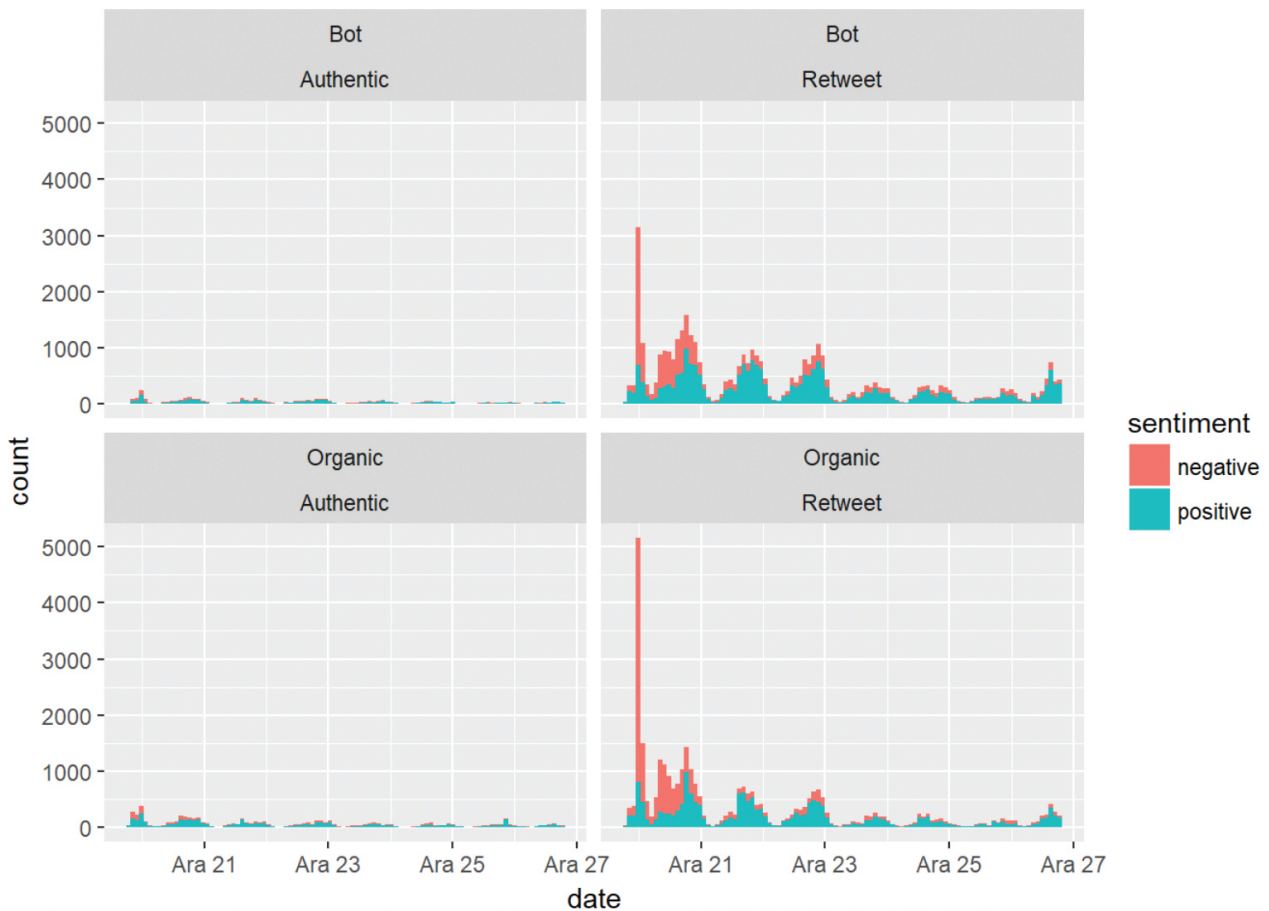 Bot
Authentic
Bot
Retweet
5000
4000
3000
2000
1000
0
Organic
Authentic
Organic
Retweet
5000
4000
3000
2000
1000
0
count
Ara 21
Ara 23
Ara 25
Ara 27
Ara 21
Ara 23
Ara 25
Ara 27
date
sentiment
negative
positive